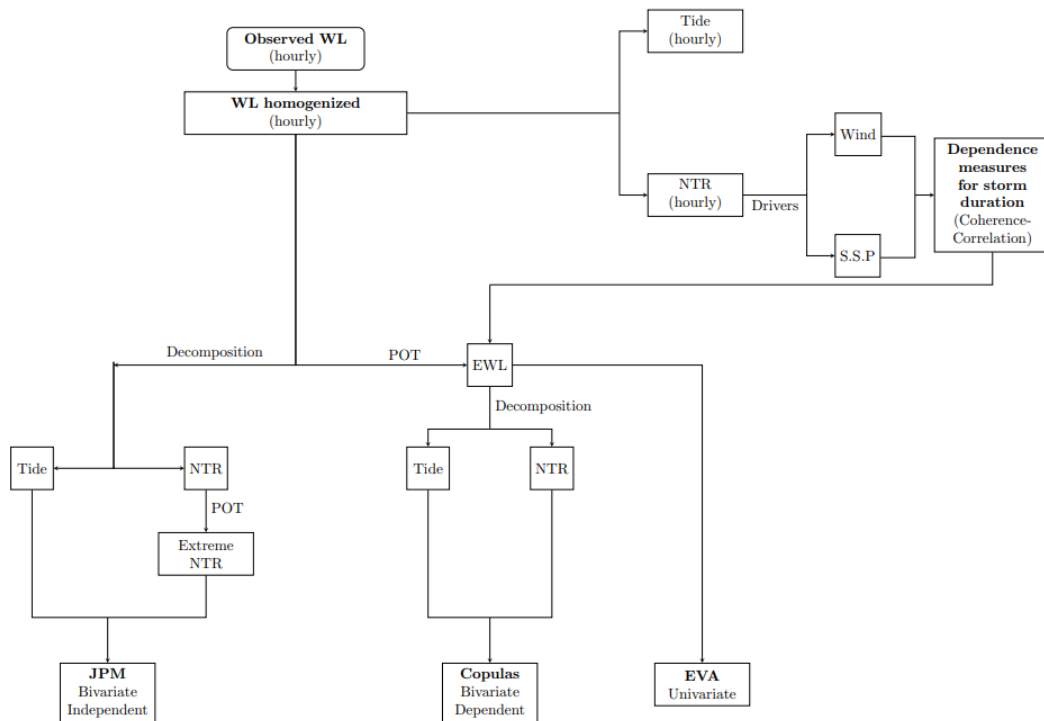 Observed WL
(hourly)
Tide
(hourly)
WL homogenized
(hourly)
Wind
Dependence
measures
for storm
duration
(Coherence-
Correlation)
NTR
(hourly)
Drivers
S.S.P
Decomposition
POT
EWL
Decomposition
Tide
NTR
Tide
NTR
POT
Extreme
NTR
JPM
Bivariate
Independent
Copulas
Bivariate
Dependent
EVA
Univariate